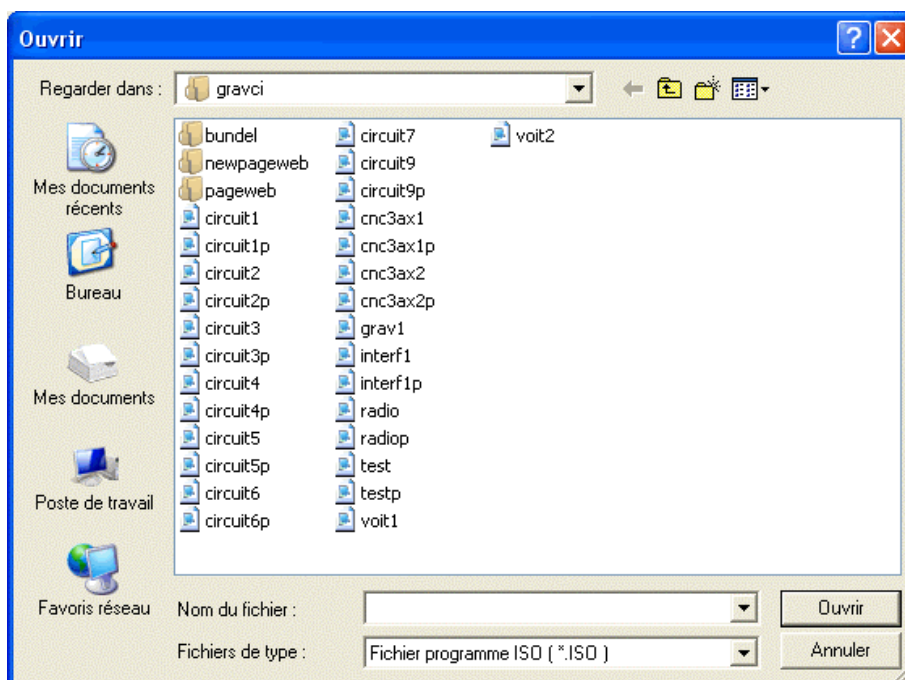 Ouvrir
Regarder dans :
gravci
Mes documents
récents
Bureau
Mes documents
Poste de travail
Favoris réseau
bundel
newpageweb
pageweb
circuit1
circuit1p
circuit2
circuit2p
circuit3
circuit3p
circuit4
circuit4p
circuit5
circuit5p
circuit6
circuit6p
circuit7
circuit9
circuit9p
cnc3ax1
cnc3ax1p
cnc3ax2
cnc3ax2p
grav1
interf1
interf1p
radio
radiop
test
testp
voit1
voit2
Nom du fichier :
Ouvrir
Fichiers de type :
Fichier programme ISO ( *.ISO )
Annuler